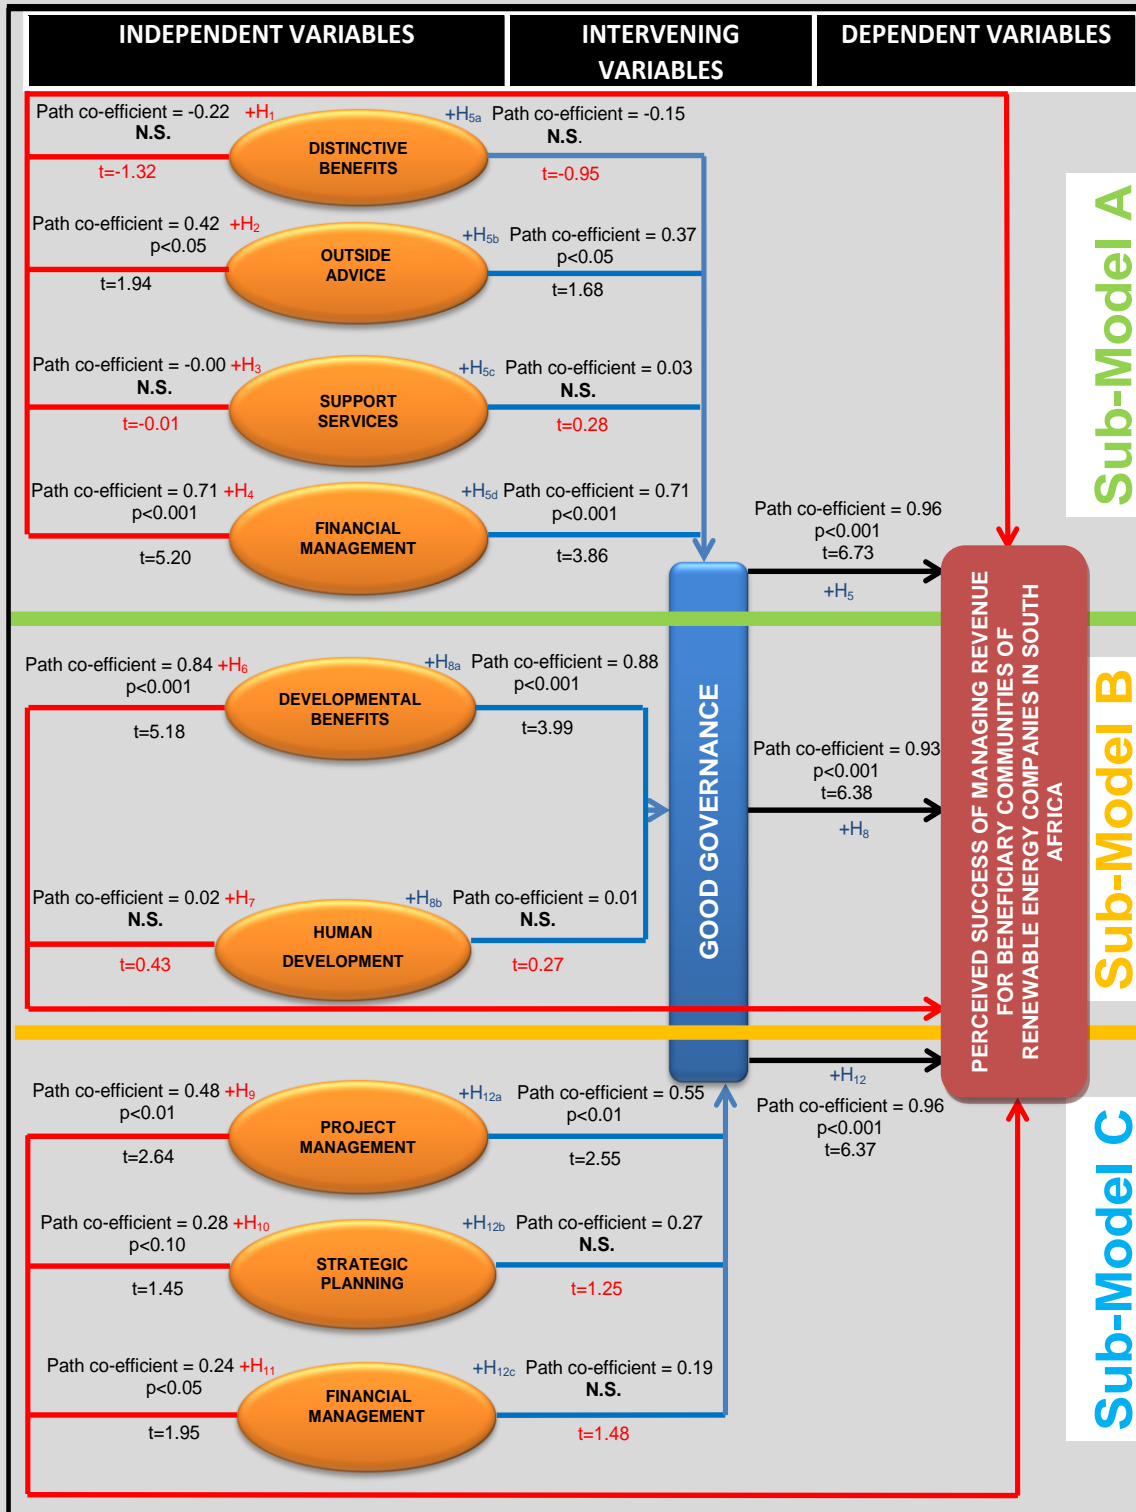 INDEPENDENT VARIABLES
INTERVENING
VARIABLES
DEPENDENT VARIABLES
Path co-efficient = -0.22 +H1
N.S.
t=-1.32
DISTINCTIVE
BENEFITS
+H5a Path co-efficient = -0.15
N.S.
t=-0.95
Path co-efficient = 0.42 +H2
p<0.05
t=1.94
OUTSIDE
ADVICE
+H5b Path co-efficient = 0.37
p<0.05
t=1.68
Path co-efficient = -0.00 +H3
N.S.
t=-0.01
SUPPORT
SERVICES
+H5c Path co-efficient = 0.03
N.S.
t=0.28
Path co-efficient = 0.71 +H4
p<0.001
t=5.20
FINANCIAL
MANAGEMENT
+H5d Path co-efficient = 0.71
p<0.001
t=3.86
Path co-efficient = 0.96
p<0.001
t=6.73
+H5
Sub-Model A
Path co-efficient = 0.84 +H6
p<0.001
t=5.18
DEVELOPMENTAL
BENEFITS
+H8a Path co-efficient = 0.88
p<0.001
t=3.99
Path co-efficient = 0.02 +H7
N.S.
t=0.43
HUMAN
DEVELOPMENT
+H8b Path co-efficient = 0.01
N.S.
t=0.27
GOOD GOVERNANCE
Path co-efficient = 0.93
p<0.001
t=6.38
+H8
PERCEIVED SUCCESS OF MANAGING REVENUE
FOR BENEFICIARY COMMUNITIES OF
RENEWABLE ENERGY COMPANIES IN SOUTH
AFRICA
Sub-Model B
Path co-efficient = 0.48 +H9
p<0.01
t=2.64
PROJECT
MANAGEMENT
+H12a Path co-efficient = 0.55
p<0.01
t=2.55
+H12
Path co-efficient = 0.96
p<0.001
t=6.37
Path co-efficient = 0.28 +H10
p<0.10
t=1.45
STRATEGIC
PLANNING
+H12b Path co-efficient = 0.27
N.S.
t=1.25
Path co-efficient = 0.24 +H11
p<0.05
t=1.95
FINANCIAL
MANAGEMENT
+H12c Path co-efficient = 0.19
N.S.
t=1.48
Sub-Model C